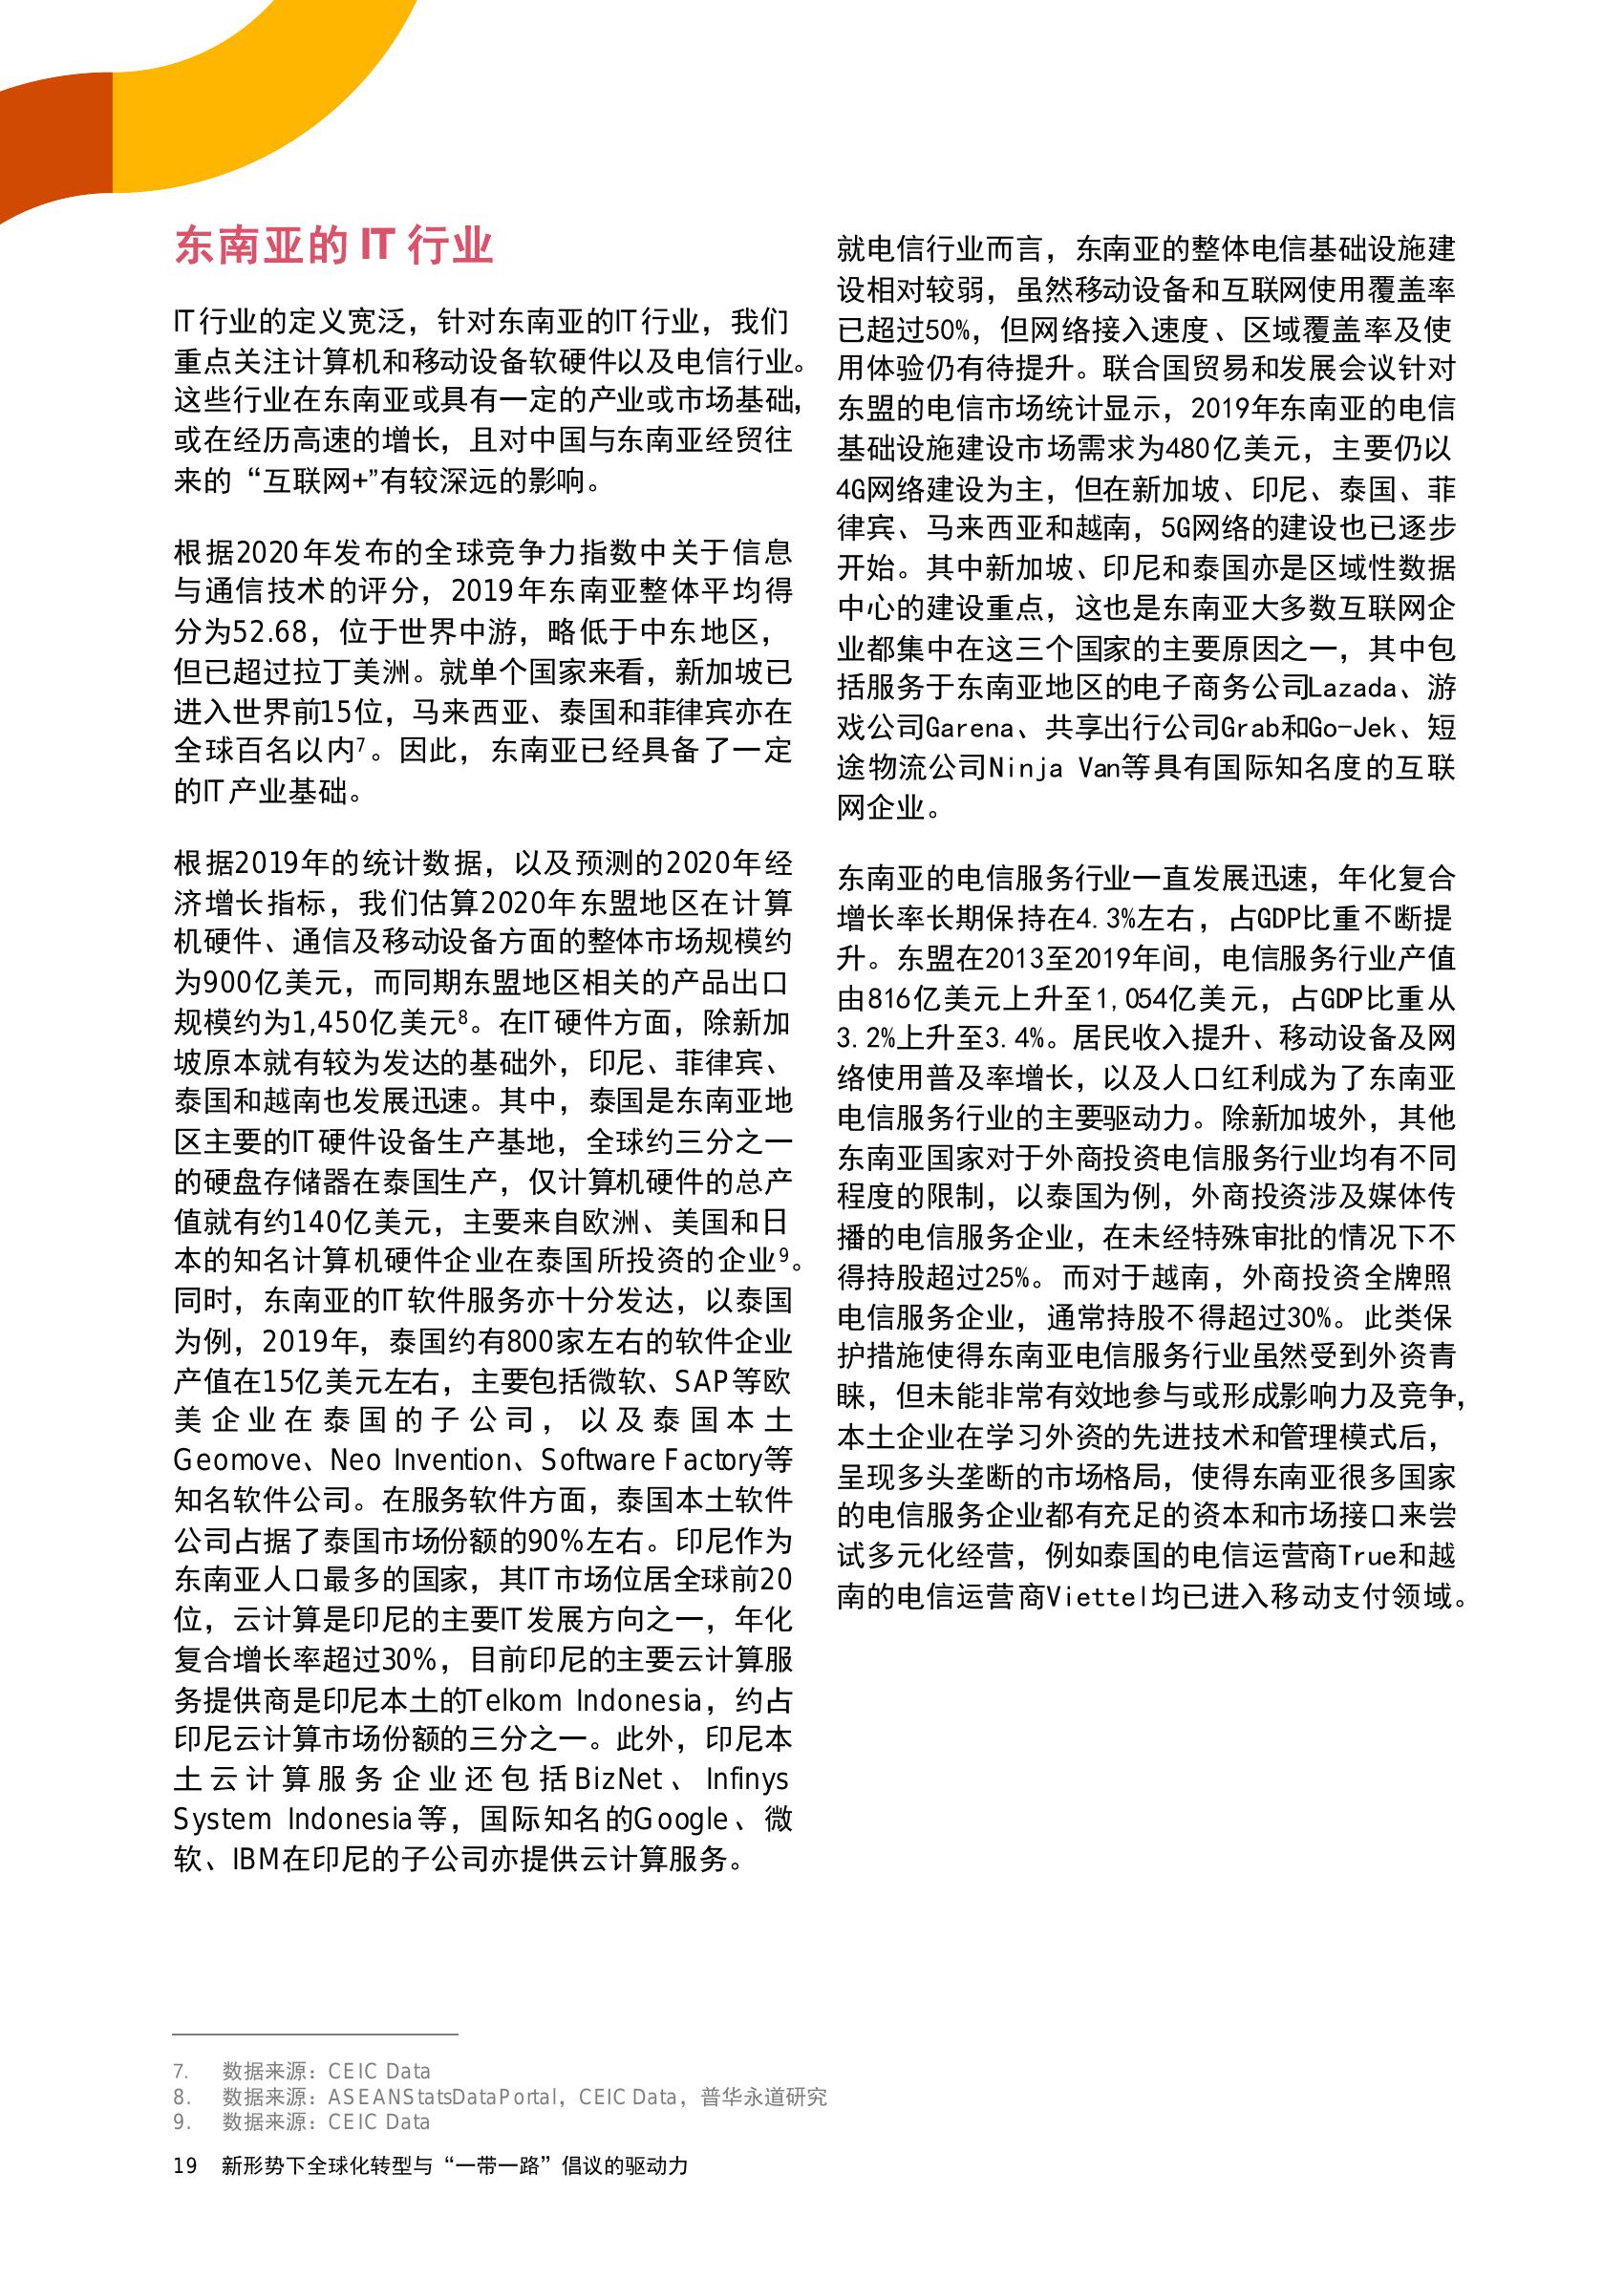 东南亚的 IT 行业
IT行业的定义宽泛，针对东南亚的IT行业，我们
重点关注计算机和移动设备软硬件以及电信行业。
这些行业在东南亚或具有一定的产业或市场基础，
或在经历高速的增长，且对中国与东南亚经贸往
来的“互联网+”有较深远的影响。
根据2020年发布的全球竞争力指数中关于信息
与通信技术的评分，2019年东南亚整体平均得
分为52.68，位于世界中游，略低于中东地区，
但已超过拉丁美洲。就单个国家来看，新加坡已
进入世界前15位，马来西亚、泰国和菲律宾亦在
全球百名以内7。因此，东南亚已经具备了一定
的IT产业基础。
根据2019年的统计数据，以及预测的2020年经
济增长指标，我们估算2020年东盟地区在计算
机硬件、通信及移动设备方面的整体市场规模约
为900亿美元，而同期东盟地区相关的产品出口
规模约为1,450亿美元8。在IT硬件方面，除新加
坡原本就有较为发达的基础外，印尼、菲律宾、
泰国和越南也发展迅速。其中，泰国是东南亚地
区主要的IT硬件设备生产基地，全球约三分之一
的硬盘存储器在泰国生产，仅计算机硬件的总产
值就有约140亿美元，主要来自欧洲、美国和日
本的知名计算机硬件企业在泰国所投资的企业9。
同时，东南亚的IT软件服务亦十分发达，以泰国
为例，2019年，泰国约有800家左右的软件企业
产值在15亿美元左右，主要包括微软、SAP等欧
美企业在泰国的子公司，以及泰国本土
Geomove、Neo Invention、Software Factory等
知名软件公司。在服务软件方面，泰国本土软件
公司占据了泰国市场份额的90%左右。印尼作为
东南亚人口最多的国家，其IT市场位居全球前20
位，云计算是印尼的主要IT发展方向之一，年化
复合增长率超过30%，目前印尼的主要云计算服
务提供商是印尼本土的Telkom Indonesia，约占
印尼云计算市场份额的三分之一。此外，印尼本
土云计算服务企业还包括BizNet、Infinys
System Indonesia等，国际知名的Google、微
软、IBM在印尼的子公司亦提供云计算服务。
就电信行业而言，东南亚的整体电信基础设施建
设相对较弱，虽然移动设备和互联网使用覆盖率
已超过50%，但网络接入速度、区域覆盖率及使
用体验仍有待提升。联合国贸易和发展会议针对
东盟的电信市场统计显示，2019年东南亚的电信
基础设施建设市场需求为480亿美元，主要仍以
4G网络建设为主，但在新加坡、印尼、泰国、菲
律宾、马来西亚和越南，5G网络的建设也已逐步
开始。其中新加坡、印尼和泰国亦是区域性数据
中心的建设重点，这也是东南亚大多数互联网企
业都集中在这三个国家的主要原因之一，其中包
括服务于东南亚地区的电子商务公司Lazada、游
戏公司Garena、共享出行公司Grab和Go-Jek、短
途物流公司Ninja Van等具有国际知名度的互联
网企业。
东南亚的电信服务行业一直发展迅速，年化复合
增长率长期保持在4.3%左右，占GDP比重不断提
升。东盟在2013至2019年间，电信服务行业产值
由816亿美元上升至1,054亿美元，占GDP比重从
3.2%上升至3.4%。居民收入提升、移动设备及网
络使用普及率增长，以及人口红利成为了东南亚
电信服务行业的主要驱动力。除新加坡外，其他
东南亚国家对于外商投资电信服务行业均有不同
程度的限制，以泰国为例，外商投资涉及媒体传
播的电信服务企业，在未经特殊审批的情况下不
得持股超过25%。而对于越南，外商投资全牌照
电信服务企业，通常持股不得超过30%。此类保
护措施使得东南亚电信服务行业虽然受到外资青
睐，但未能非常有效地参与或形成影响力及竞争，
本土企业在学习外资的先进技术和管理模式后，
呈现多头垄断的市场格局，使得东南亚很多国家
的电信服务企业都有充足的资本和市场接口来尝
试多元化经营，例如泰国的电信运营商True和越
南的电信运营商Viettel均已进入移动支付领域。
7. 数据来源：CEIC Data
8. 数据来源：ASEANStatsDataPortal，CEIC Data，普华永道研究
9. 数据来源：CEIC Data
19 新形势下全球化转型与“一带一路”倡议的驱动力